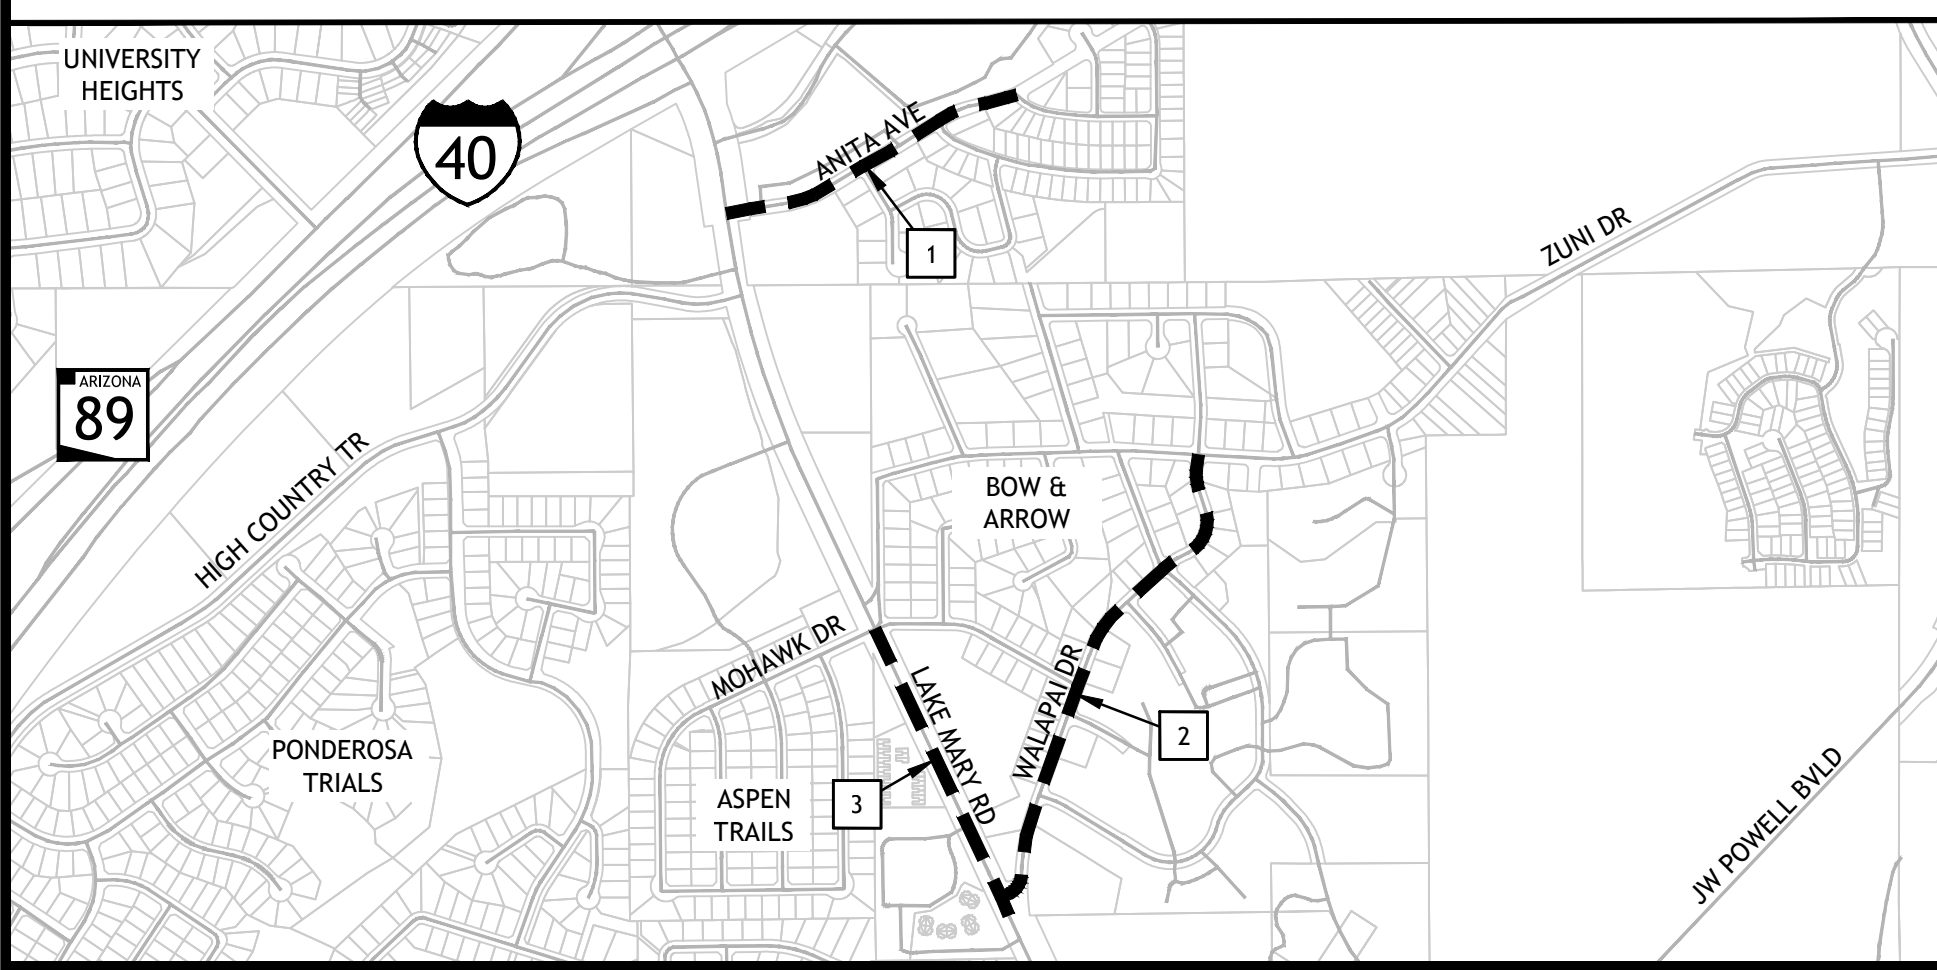 UNIVERSITY
HEIGHTS
40
ANITA AVE
1
ZUNI DR
ARIZONA
89
HIGH COUNTRY TR
BOW &
ARROW
MOHAWK DR
LAKE MARY RD
WALAPAI DR
2
PONDEROSA
TRIALS
ASPEN
TRAILS
3
JW POWELL BVLD